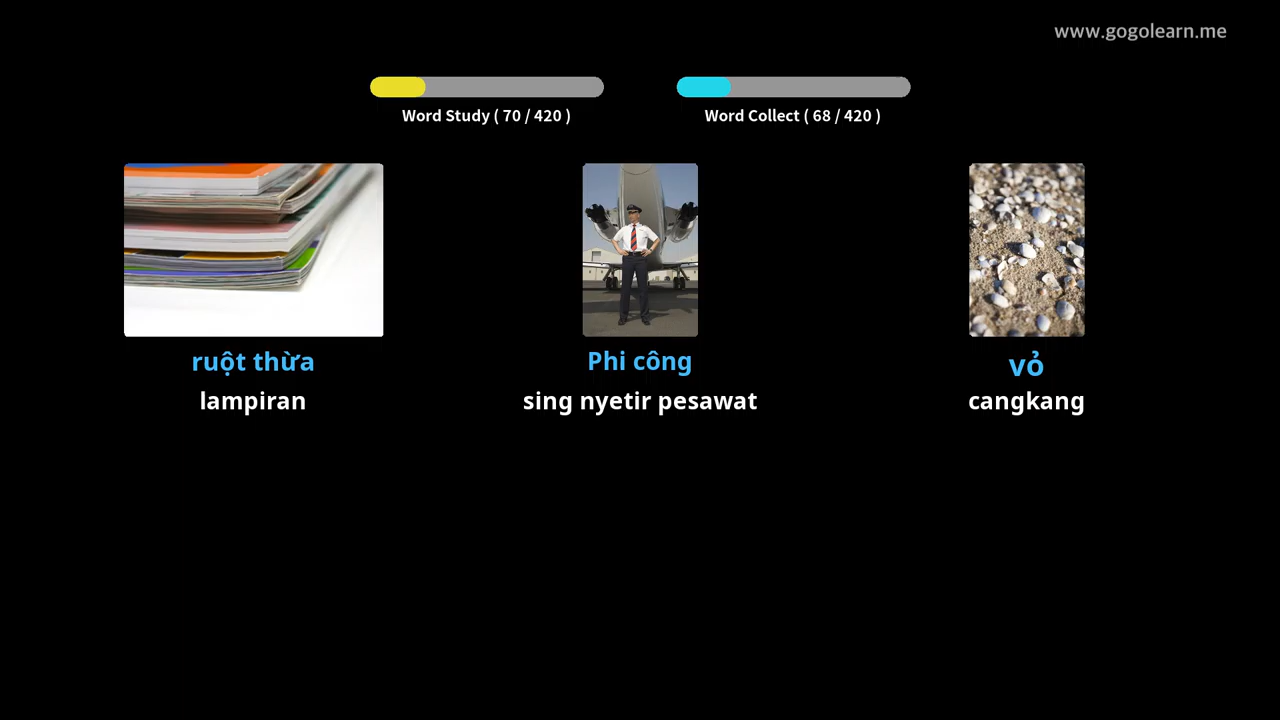 www.gogolearn.me
Word Study ( 70 / 420 )
Word Collect ( 68 / 420 )
ruột thừa
lampiran
Phi công
sing nyetir pesawat
vỏ
cangkang